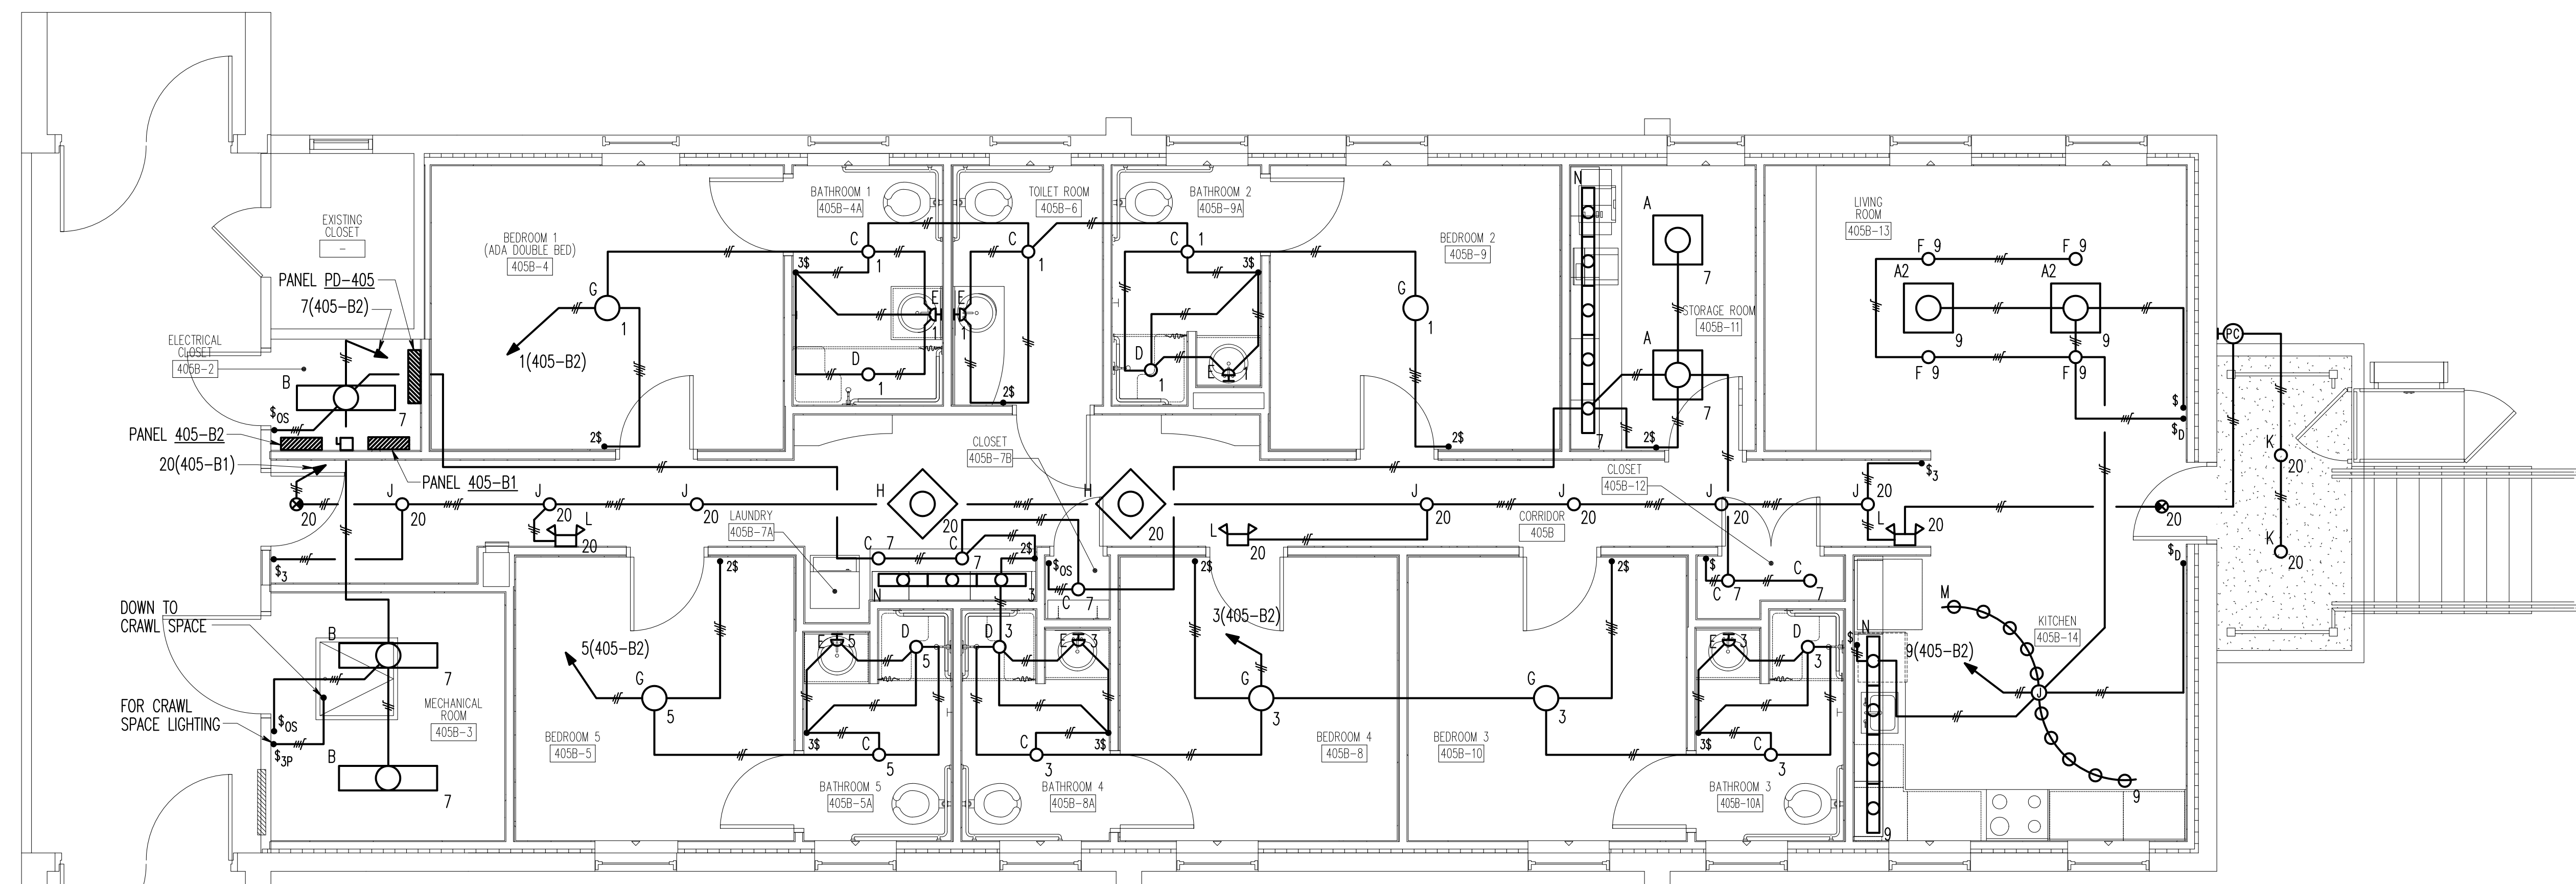 BATHROOM 1
405B-4A
TOILET ROOM
405B-6
BATHROOM 2
405B-9A
N
A
LIVING
ROOM
405B-13
EXISTING
CLOSET
-
BEDROOM 1
(ADA DOUBLE BED)
405B-4
C
1
C
1
C
1
BEDROOM 2
405B-9
F 9
F 9
3$
3$
A2
A2
7
PANEL PD-405
7(405-B2)
G
1
E
1
E
1
G
1
STORAGE ROOM
405B-11
9
9
PC
ELECTRICAL
CLOSET
405B-2
1(405-B2)
D
1
D
1
E 1
A
7
F 9
F 9
B
7
$OS
2$
$
$D
PANEL 405-B2
2$
2$
7
2$
K
20
20(405-B1)
PANEL 405-B1
CLOSET
405B-7B
CLOSET
405B-12
$3
20
J
20
J
20
J
20
H
20
H
20
J
20
J
20
J
20
J
20
20
L
20
LAUNDRY
405B-7A
L
20
CORRIDOR
405B
L
20
K
20
$3
C 7
C
7
2$
$OS
$D
2$
2$
2$
$
C 7
C
7
N
3
C 7
DOWN TO
CRAWL SPACE
M
B
7
5(405-B2)
E 5
D
5
D 3
E 3
3(405-B2)
E 3
D
3
$
N
KITCHEN
405B-14
9(405-B2)
G
5
G
3
G
3
J
FOR CRAWL
SPACE LIGHTING
MECHANICAL
ROOM
405B-3
$OS
$3P
BEDROOM 5
405B-5
3$
C
5
C
3
3$
BEDROOM 4
405B-8
BEDROOM 3
405B-10
3$
C
3
B
7
BATHROOM 5
405B-5A
BATHROOM 4
405B-8A
BATHROOM 3
405B-10A
9
9